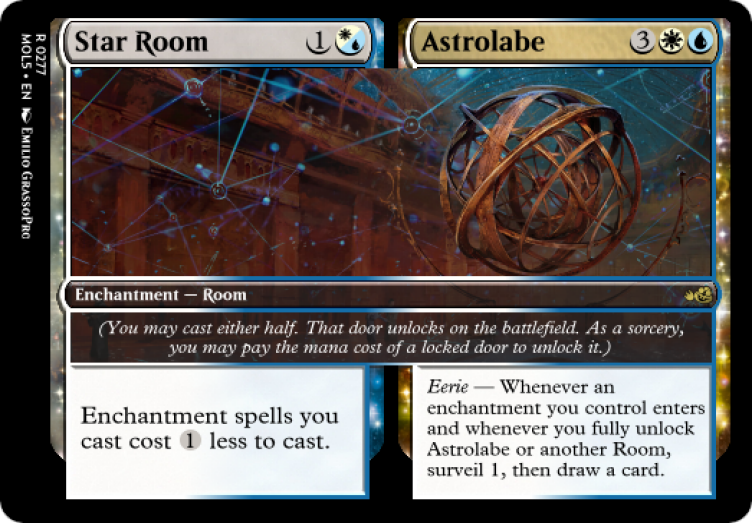 Star Room 1
Astrolabe 3
R 0277
MOL5 • EN EMILIO GRASSOPRO
Enchantment — Room
(You may cast either half. That door unlocks on the battlefield. As a sorcery,
you may pay the mana cost of a locked door to unlock it.)
Enchantment spells you
cast cost 1 less to cast.
Eerie — Whenever an
enchantment you control enters
and whenever you fully unlock
Astrolabe or another Room,
surveil 1, then draw a card.